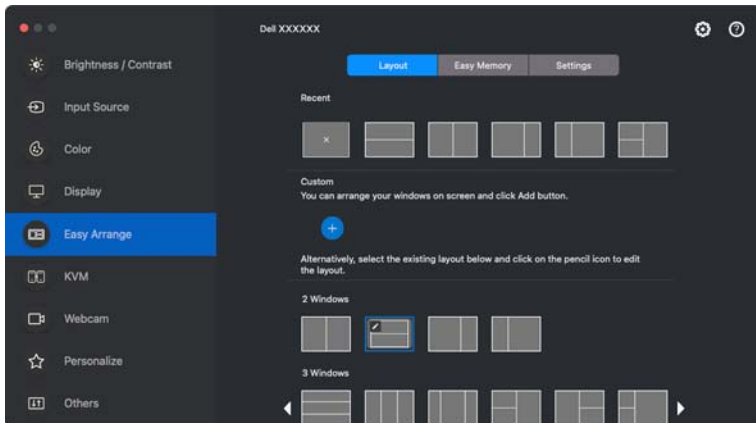 Dell XXXXXX
Brightness / Contrast
Input Source
Color
Display
Easy Arrange
KVM
Webcam
Personalize
Others
Layout
Easy Memory
Settings
Recent
Custom
You can arrange your windows on screen and click Add button.
Alternatively, select the existing layout below and click on the pencil icon to edit
the layout.
2 Windows
3 Windows